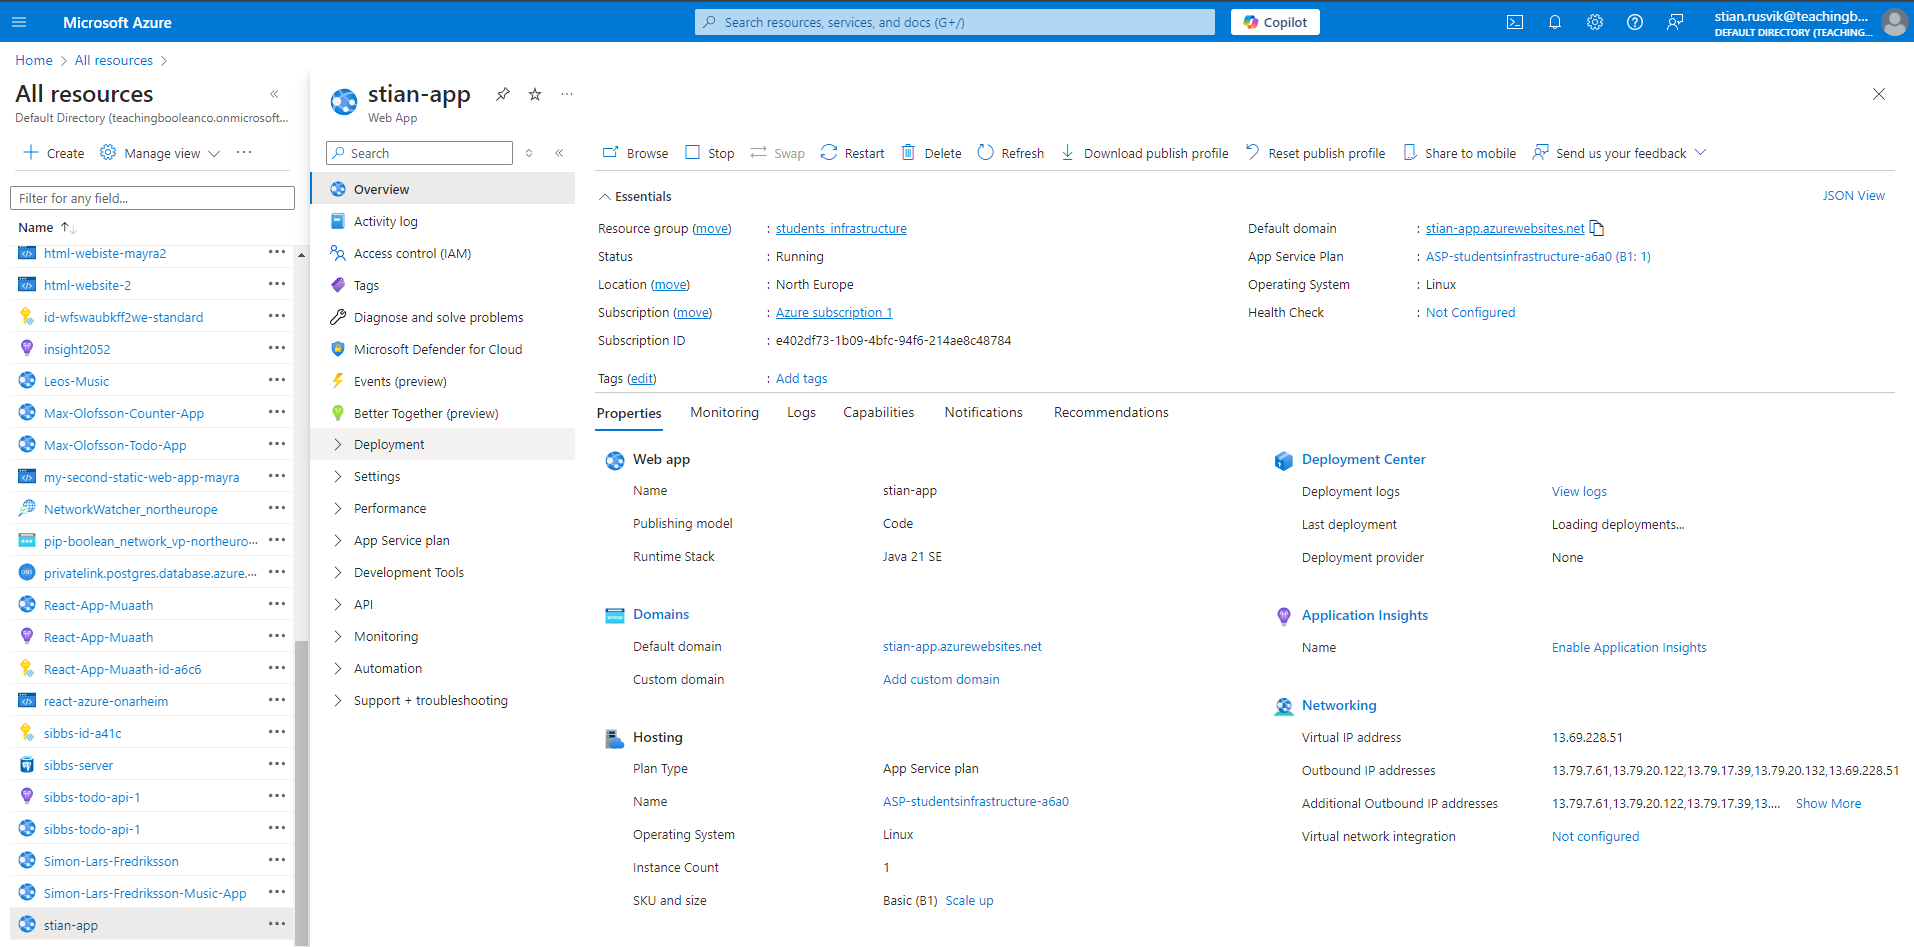 Microsoft Azure
Search resources, services, and docs (G+/)
Copilot
stian.rusvik@teachingb...
DEFAULT DIRECTORY (TEACHING...
Home
All resources
All resources
Default Directory (teachingbooleanco.onmicrosoft...
Create
Manage view
Filter for any field...
Name
html-webiste-mayra2
html-website-2
id-wfswaubkff2we-standard
insight2052
Leos-Music
Max-Olofsson-Counter-App
Max-Olofsson-Todo-App
my-second-static-web-app-mayra
NetworkWatcher_northeurope
pip-boolean_network_vp-northeuro...
privatelink.postgres.database.azure...
React-App-Muaath
React-App-Muaath
React-App-Muaath-id-a6c6
react-azure-onarheim
sibbs-id-a41c
sibbs-server
sibbs-todo-api-1
sibbs-todo-api-1
Simon-Lars-Fredriksson
Simon-Lars-Fredriksson-Music-App
stian-app
stian-app
Web App
Search
Overview
Activity log
Access control (IAM)
Tags
Diagnose and solve problems
Microsoft Defender for Cloud
Events (preview)
Better Together (preview)
Deployment
Settings
Performance
App Service plan
Development Tools
API
Monitoring
Automation
Support + troubleshooting
Browse
Stop
Swap
Restart
Delete
Refresh
Download publish profile
Reset publish profile
Share to mobile
Send us your feedback
Essentials
JSON View
Resource group (move) : students_infrastructure
Status : Running
Location (move) : North Europe
Subscription (move) : Azure subscription 1
Subscription ID : e402df73-1b09-4bfc-94f6-214ae8c48784
Default domain : stian-app.azurewebsites.net
App Service Plan : ASP-studentsinfrastructure-a6a0 (B1: 1)
Operating System : Linux
Health Check : Not Configured
Tags (edit) : Add tags
Properties
Monitoring
Logs
Capabilities
Notifications
Recommendations
Web app
Name stian-app
Publishing model Code
Runtime Stack Java 21 SE
Domains
Default domain stian-app.azurewebsites.net
Custom domain Add custom domain
Hosting
Plan Type App Service plan
Name ASP-studentsinfrastructure-a6a0
Operating System Linux
Instance Count 1
SKU and size Basic (B1) Scale up
Deployment Center
Deployment logs View logs
Last deployment Loading deployments...
Deployment provider None
Application Insights
Name Enable Application Insights
Networking
Virtual IP address 13.69.228.51
Outbound IP addresses 13.79.7.61,13.79.20.122,13.79.17.39,13.79.20.132,13.69.228.51
Additional Outbound IP addresses 13.79.7.61,13.79.20.122,13.79.17.39,13.... Show More
Virtual network integration Not configured